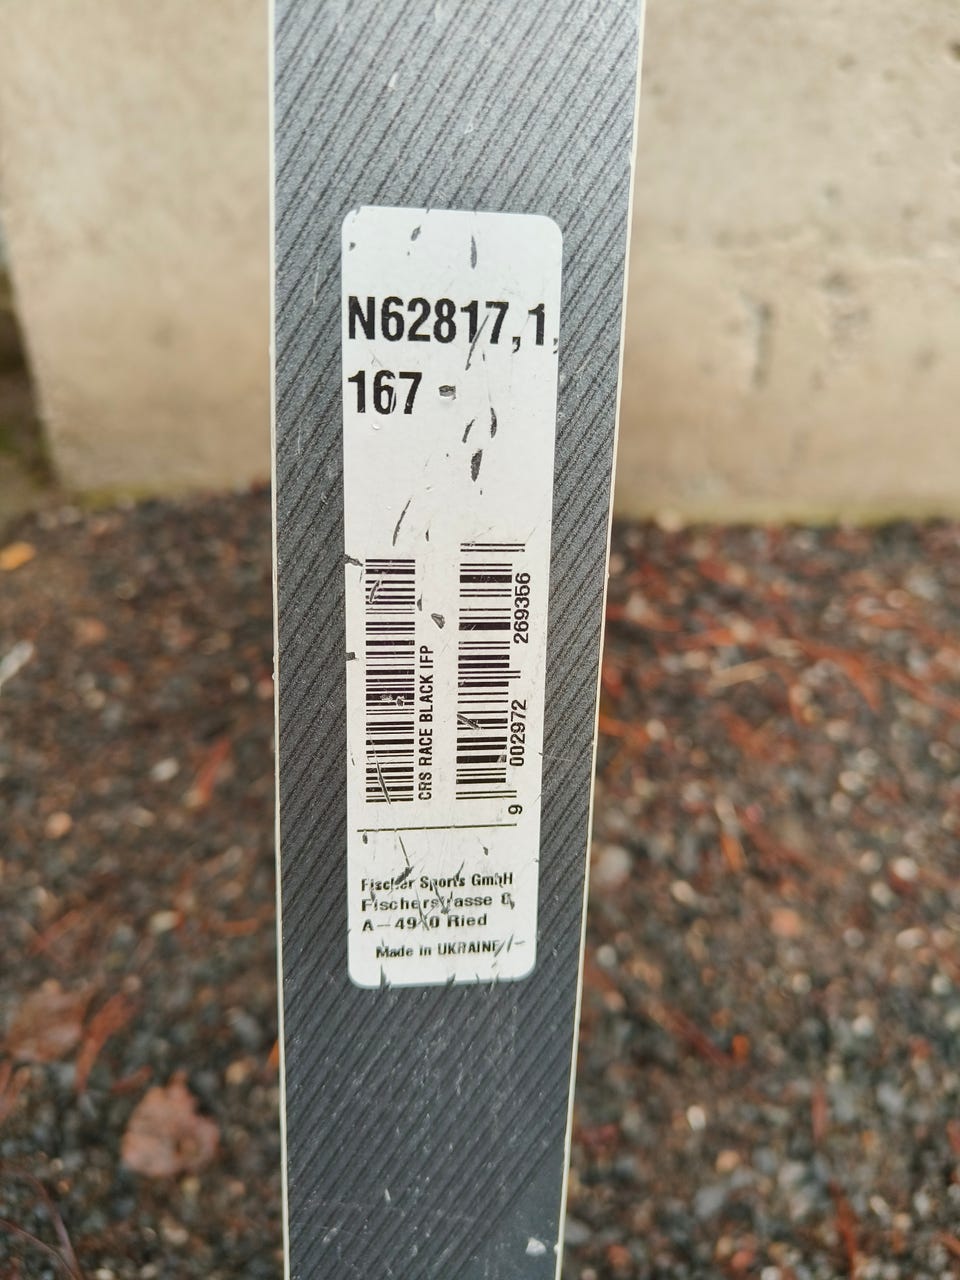 N62817,1,
167
CRS RACE BLACK IFP
9 002972 269356
Fischer Sports GmbH
Fischerstrasse 8,
A-4910 Ried
Made in UKRAINE